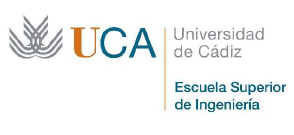 UCA
Universidad
de Cádiz
Escuela Superior
de Ingeniería